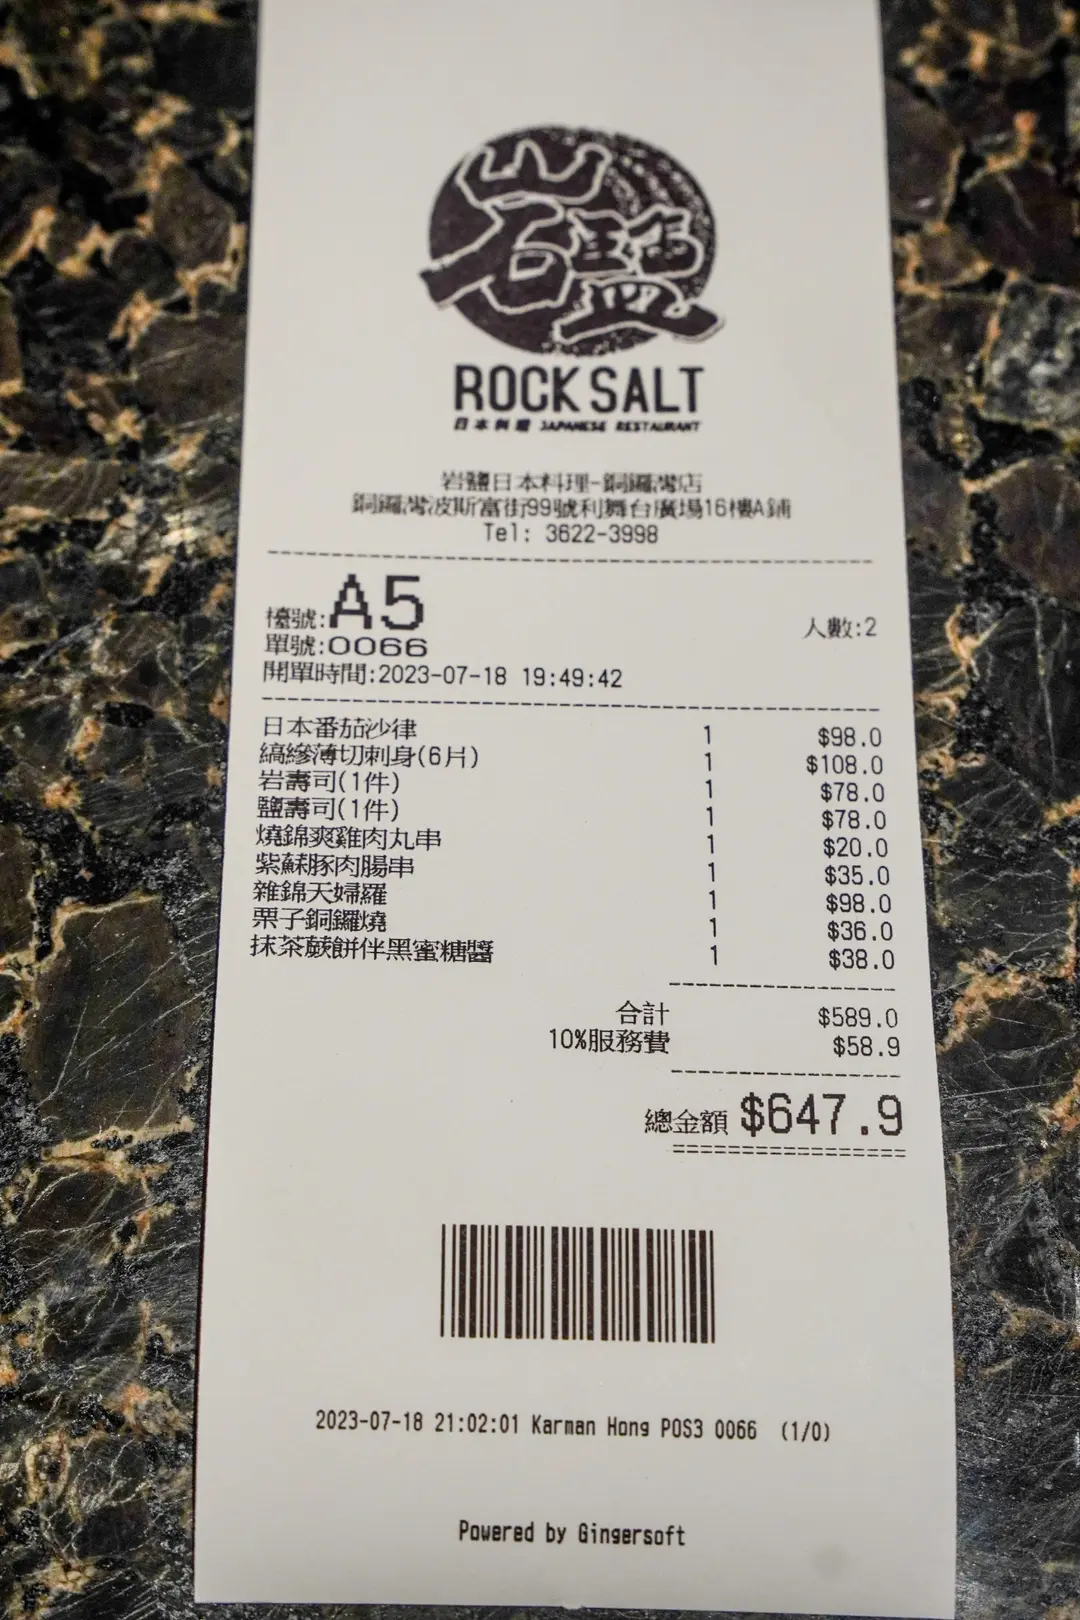 岩鹽
ROCK SALT
日本料理 JAPANESE RESTAURANT
岩鹽日本料理-銅鑼灣店
銅鑼灣波斯富街99號利舞台廣場16樓A鋪
Tel: 3622-3998
檯號:A5
人數:2
單號:0066
開單時間:2023-07-18 19:49:42
日本番茄沙律 1 $98.0
縞鰺薄切刺身(6片) 1 $108.0
岩壽司(1件) 1 $78.0
鹽壽司(1件) 1 $78.0
燒錦爽雞肉丸串 1 $20.0
紫蘇豚肉腸串 1 $35.0
雜錦天婦羅 1 $98.0
栗子銅鑼燒 1 $36.0
抹茶蕨餅伴黑蜜糖醬 1 $38.0
合計 $589.0
10%服務費 $58.9
總金額 $647.9
2023-07-18 21:02:01 Karman Hong POS3 0066 (1/0)
Powered by Gingersoft